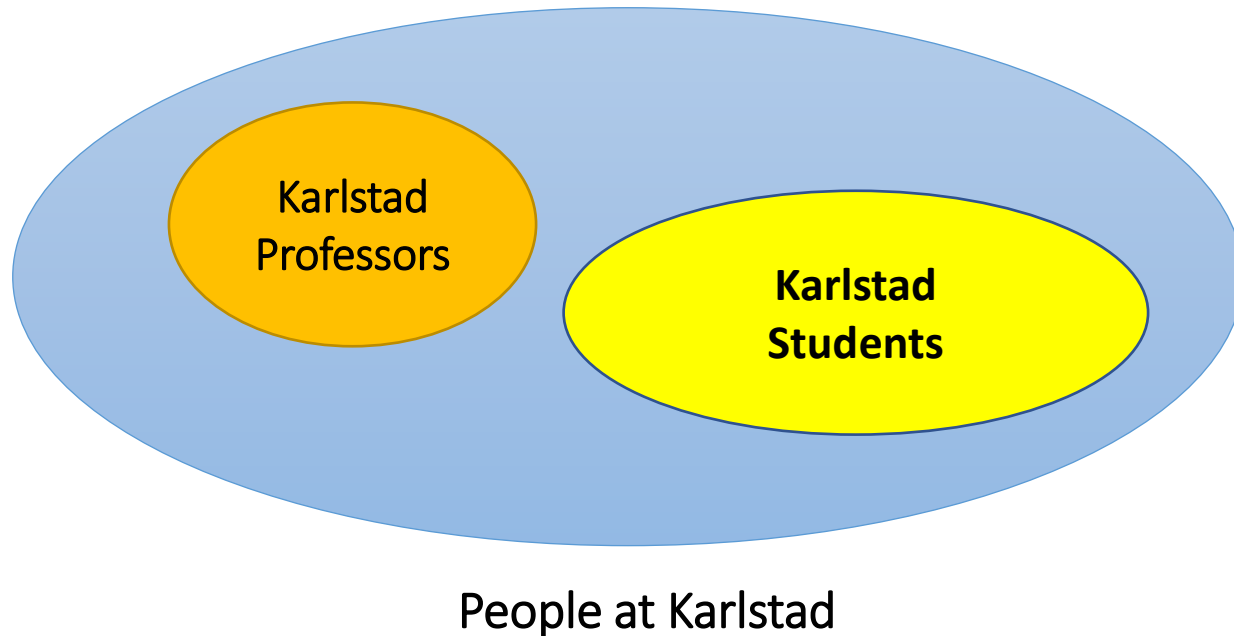 Karlstad
Professors
Karlstad
Students
People at Karlstad